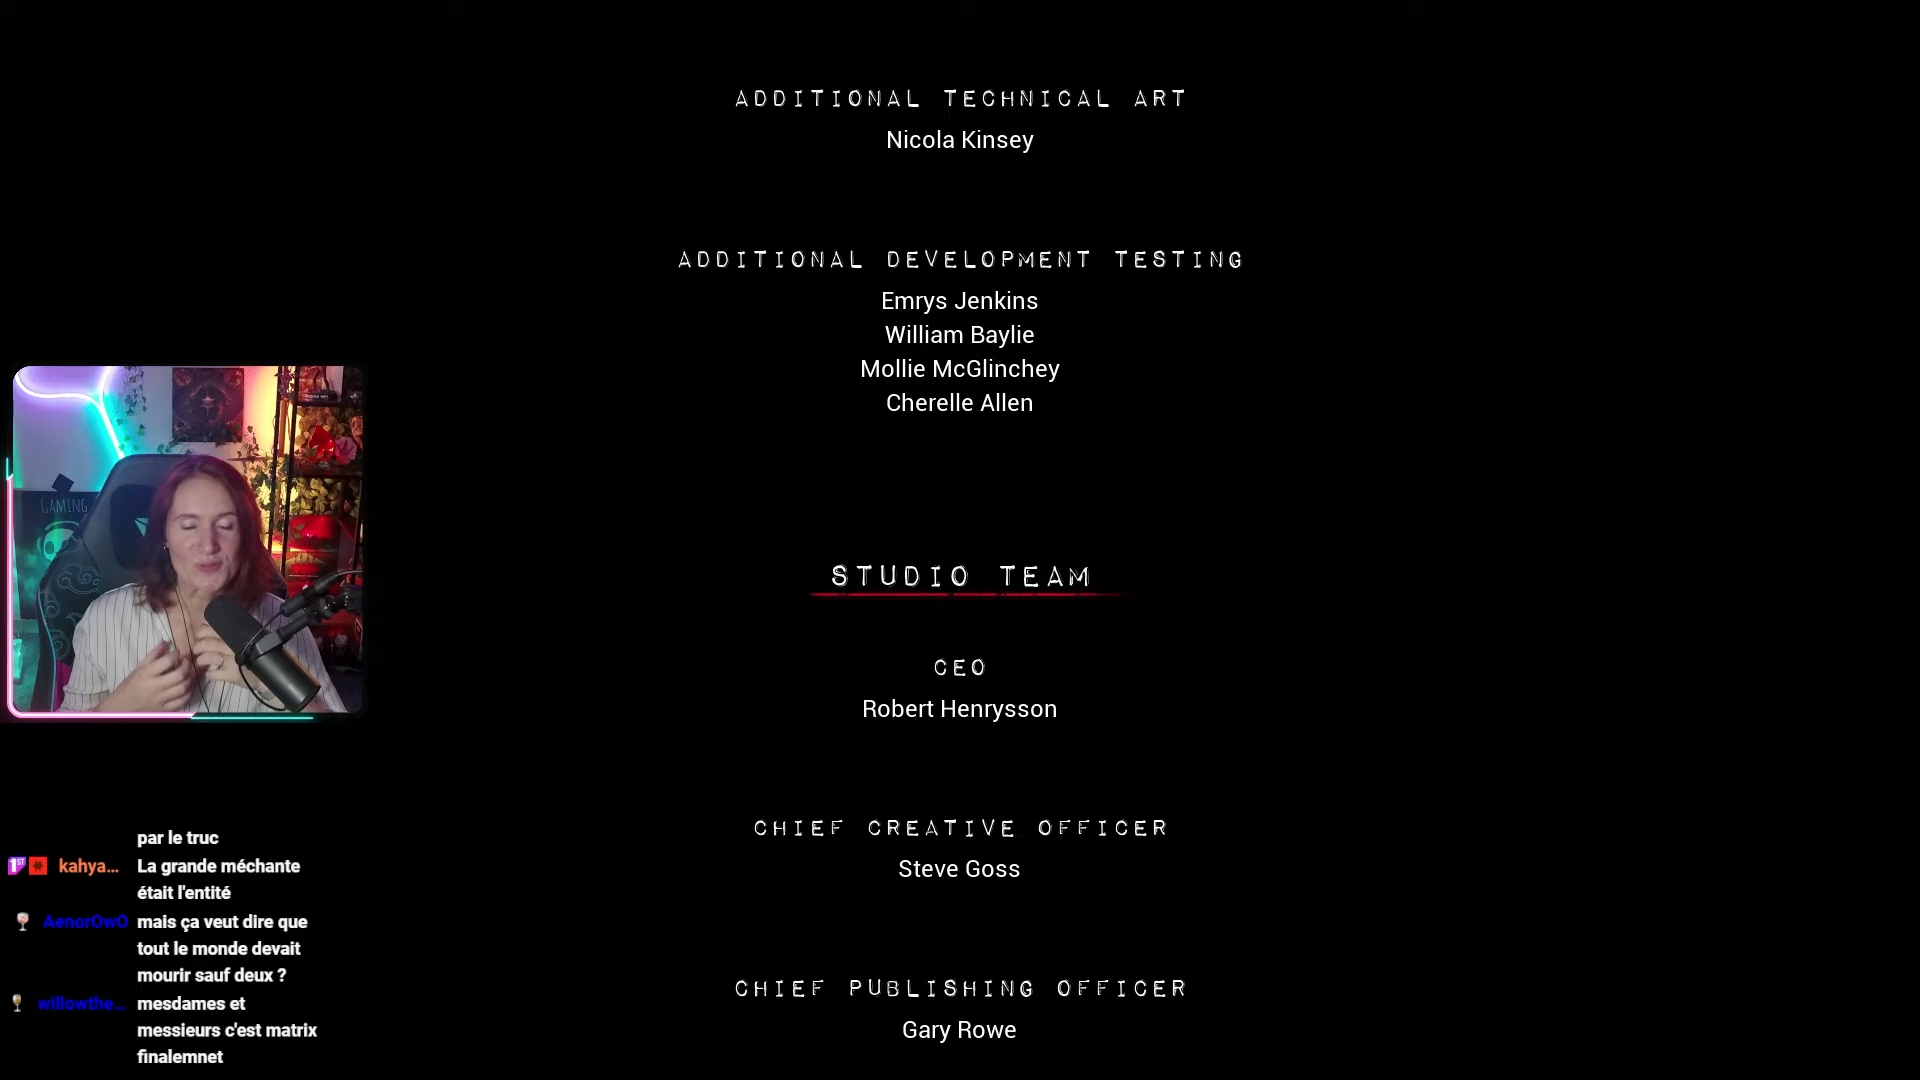 ADDITIONAL TECHNICAL ART
Nicola Kinsey
ADDITIONAL DEVELOPMENT TESTING
Emrys Jenkins
William Baylie
Mollie McGlinchey
Cherelle Allen
GAMING
STUDIO TEAM
CEO
Robert Henrysson
CHIEF CREATIVE OFFICER
Steve Goss
CHIEF PUBLISHING OFFICER
Gary Rowe
par le truc
1ST kahya... La grande méchante
était l'entité
AenorOwO mais ça veut dire que
tout le monde devait
mourir sauf deux ?
willowthe... mesdames et
messieurs c'est matrix
finalemnet